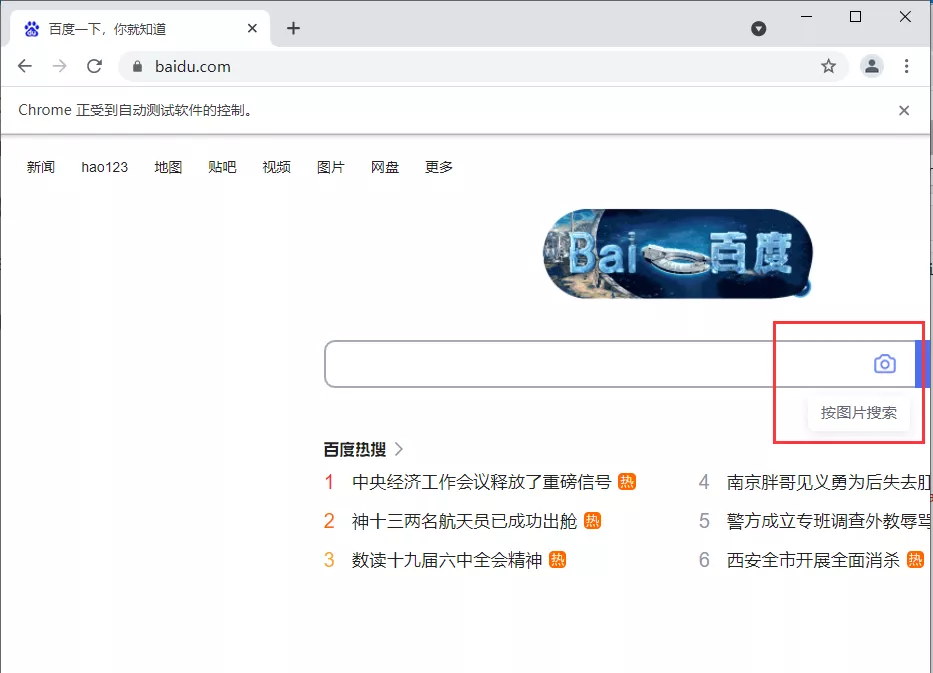 百度一下，你就知道
baidu.com
Chrome 正受到自动测试软件的控制。
新闻 hao123 地图 贴吧 视频 图片 网盘 更多
Bai 百度
按图片搜索
百度热搜
1 中央经济工作会议释放了重磅信号 热
4 南京胖哥见义勇为后失去肛
2 神十三两名航天员已成功出舱 热
5 警方成立专班调查外教辱骂
3 数读十九届六中全会精神 热
6 西安全市开展全面消杀 热